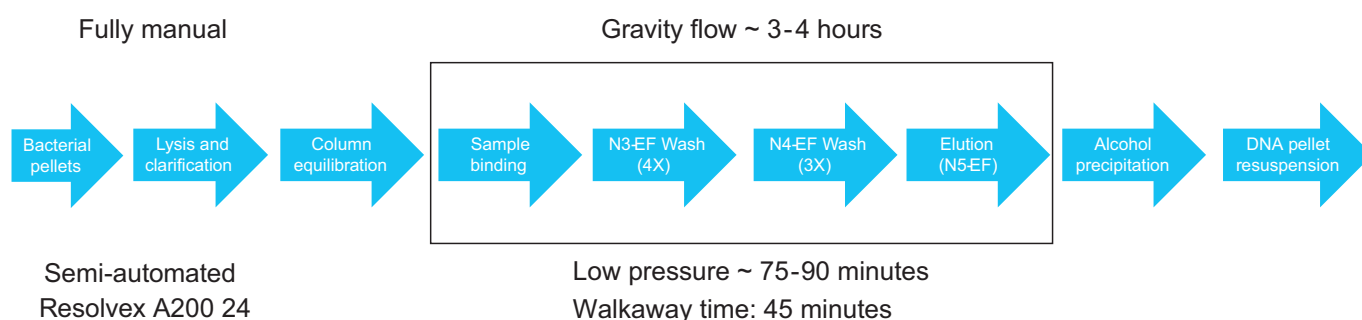 Fully manual
Gravity flow ~ 3-4 hours
Bacterial
pellets
Lysis and
clarification
Column
equilibration
Sample
binding
N3-EF Wash
(4X)
N4-EF Wash
(3X)
Elution
(N5-EF)
Alcohol
precipitation
DNA pellet
resuspension
Semi-automated
Resolvex A200 24
Low pressure ~ 75-90 minutes
Walkaway time: 45 minutes